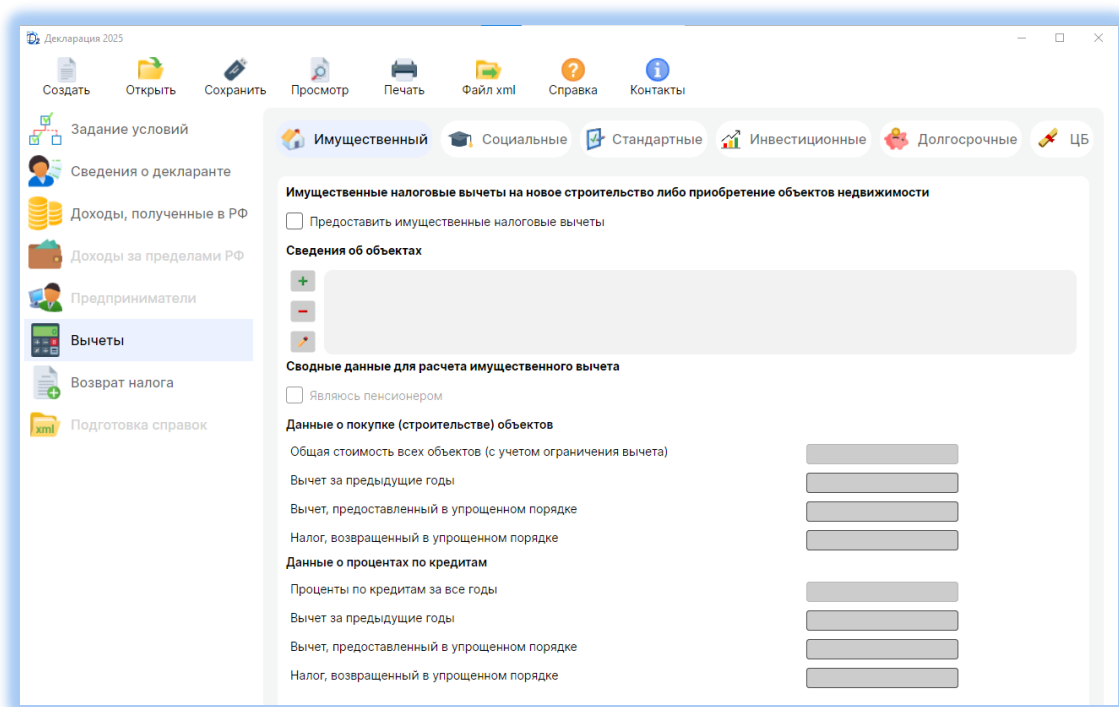 Декларация 2025
Создать Открыть Сохранить Просмотр Печать Файл xml Справка Контакты
Задание условий
Сведения о декларанте
Доходы, полученные в РФ
Доходы за пределами РФ
Предприниматели
Вычеты
Возврат налога
xml Подготовка справок
Имущественный Социальные Стандартные Инвестиционные Долгосрочные ЦБ
Имущественные налоговые вычеты на новое строительство либо приобретение объектов недвижимости
Предоставить имущественные налоговые вычеты
Сведения об объектах
Сводные данные для расчета имущественного вычета
Являюсь пенсионером
Данные о покупке (строительстве) объектов
Общая стоимость всех объектов (с учетом ограничения вычета)
Вычет за предыдущие годы
Вычет, предоставленный в упрощенном порядке
Налог, возвращенный в упрощенном порядке
Данные о процентах по кредитам
Проценты по кредитам за все годы
Вычет за предыдущие годы
Вычет, предоставленный в упрощенном порядке
Налог, возвращенный в упрощенном порядке